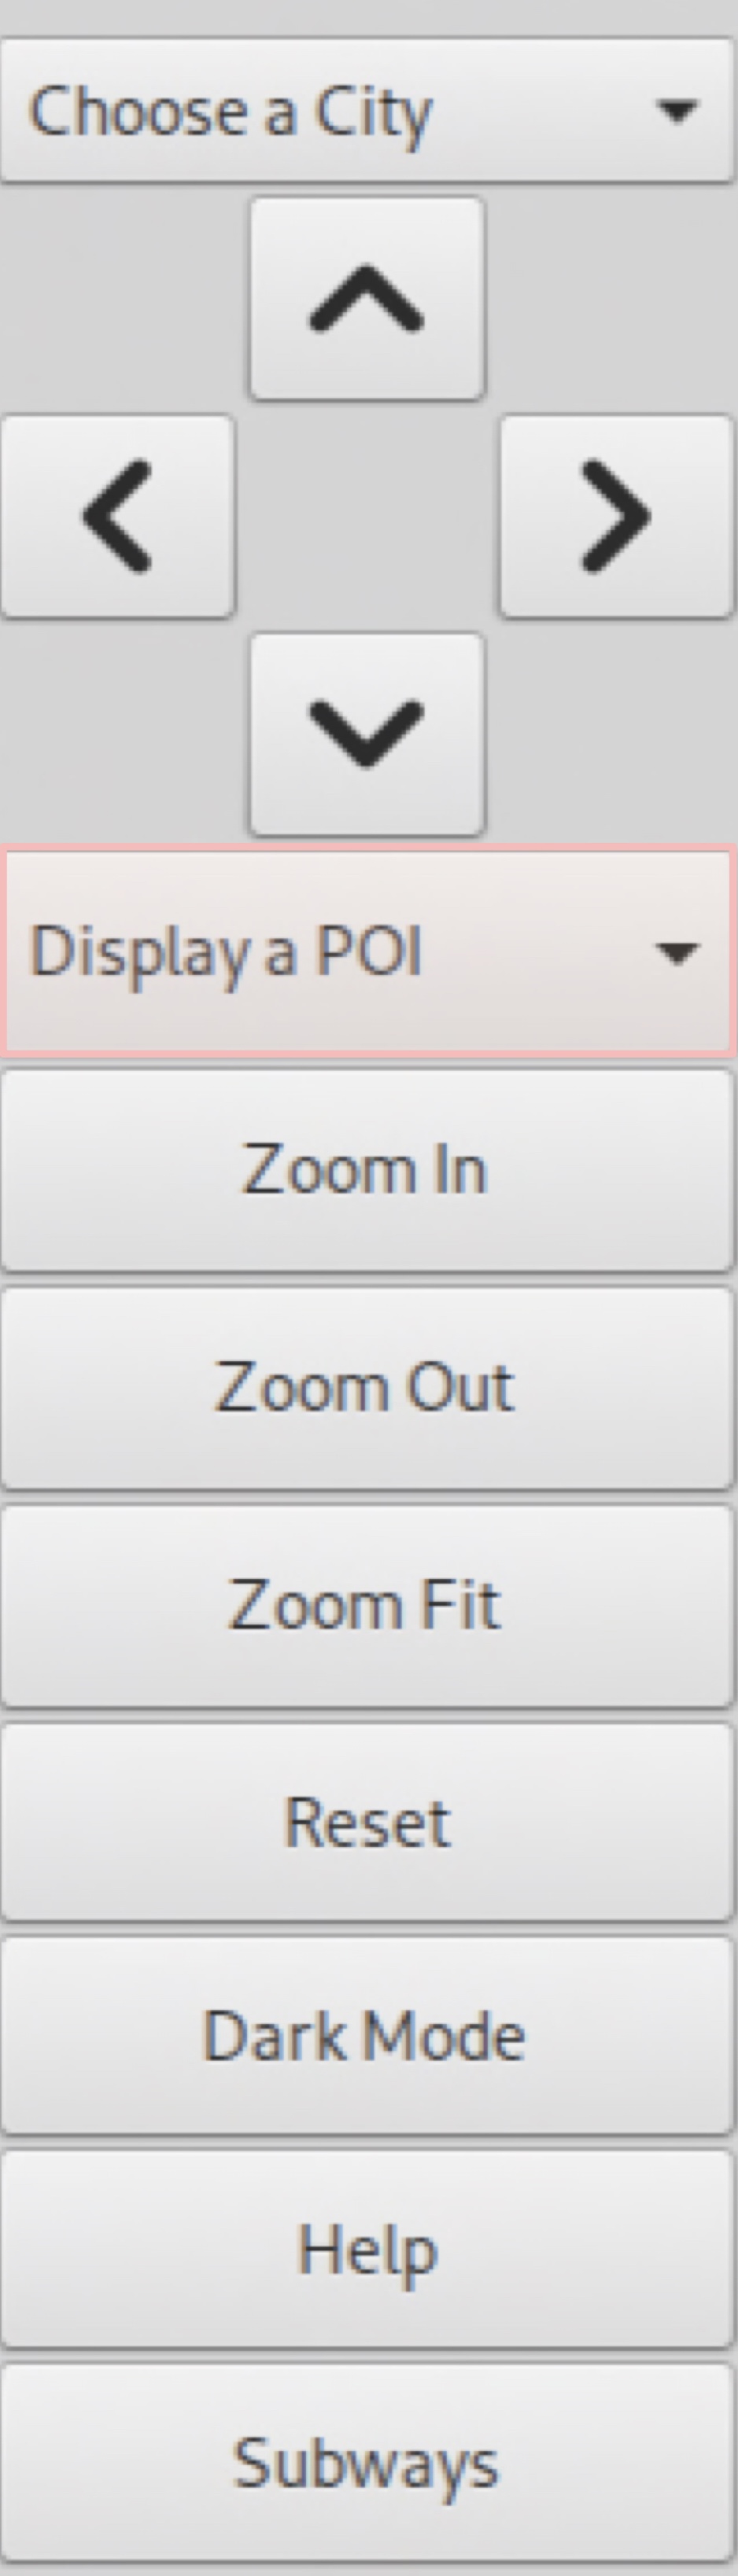 Choose a City
Display a POI
Zoom In
Zoom Out
Zoom Fit
Reset
Dark Mode
Help
Subways